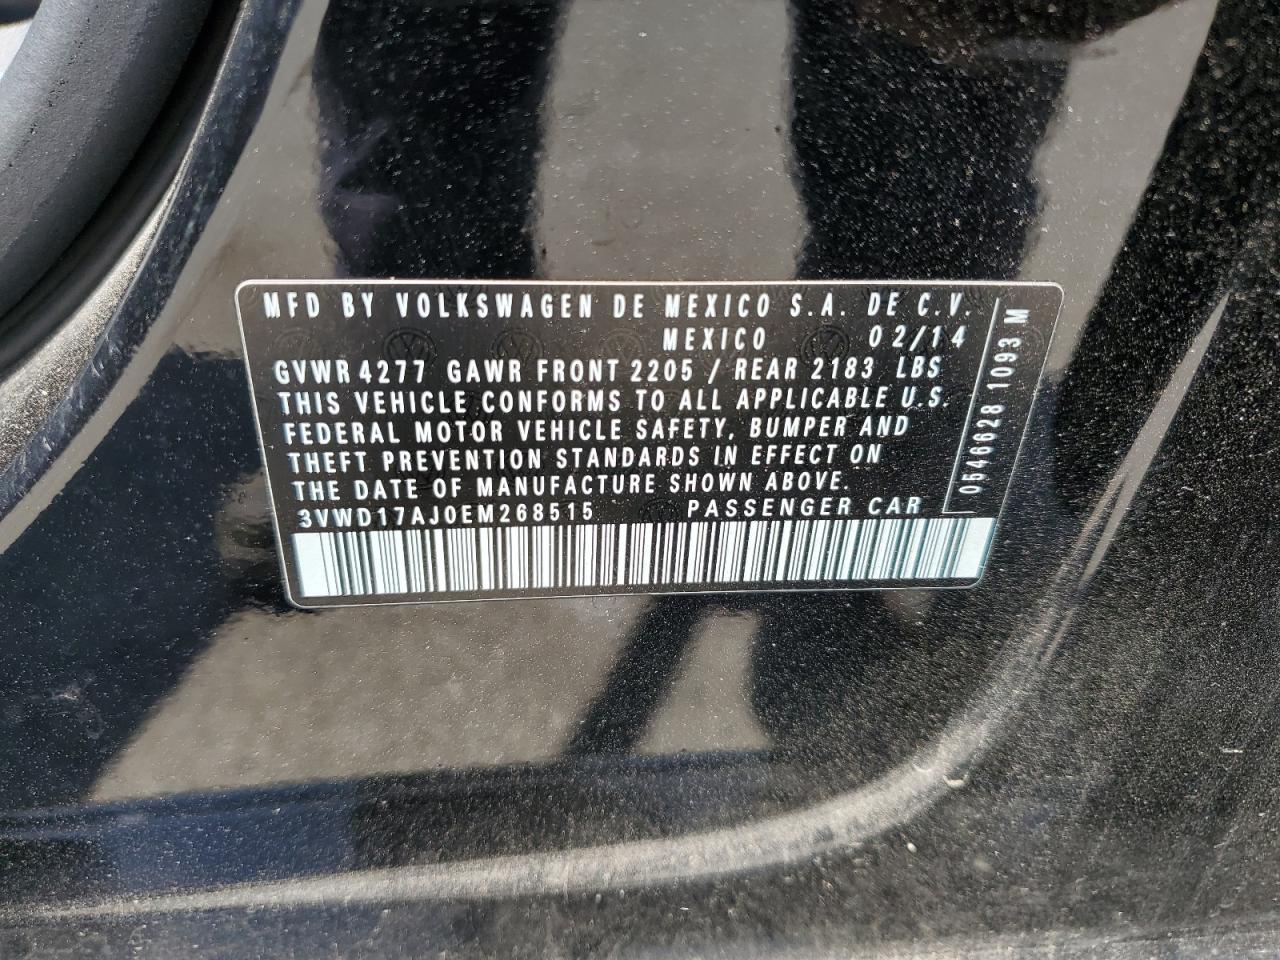 MFD BY VOLKSWAGEN DE MEXICO S.A. DE C.V.
MEXICO 02/14
GVWR 4277 GAWR FRONT 2205 / REAR 2183 LBS
THIS VEHICLE CONFORMS TO ALL APPLICABLE U.S.
FEDERAL MOTOR VEHICLE SAFETY, BUMPER AND
THEFT PREVENTION STANDARDS IN EFFECT ON
THE DATE OF MANUFACTURE SHOWN ABOVE.
3VWD17AJ0EM268515 PASSENGER CAR
0546628 1093 M